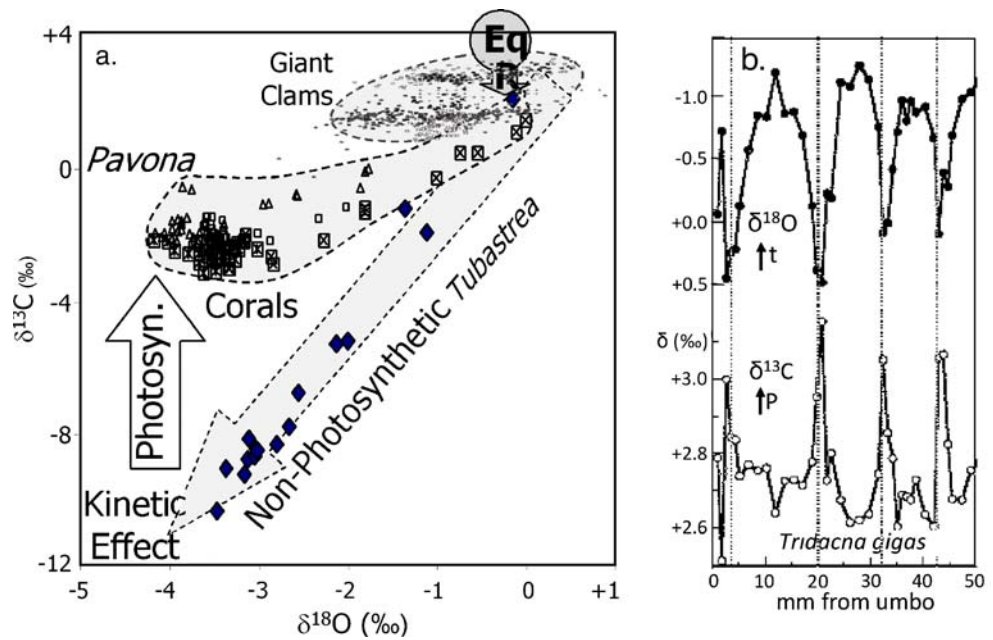 a.
+4
0
-4
-8
-12
δ¹³C (‰)
Giant
Clams
Eq
Pavona
Corals
Photosyn.
Kinetic
Effect
Non-Photosynthetic Tubastrea
-4
-3
-2
-1
0
+1
δ¹⁸O (‰)
b.
-1.0
-0.5
+0.0
+0.5
δ¹⁸O
↑t
δ (‰)
δ¹³C
↑P
+3.0
+2.8
+2.6
Tridacna gigas
0
10
20
30
40
50
mm from umbo